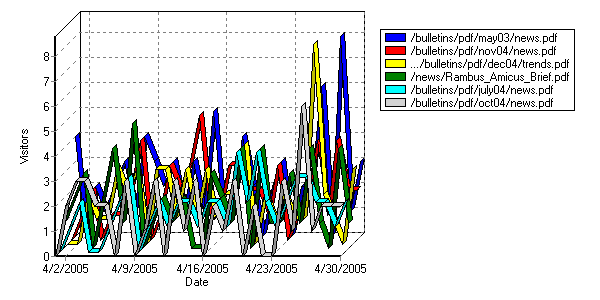 8
7
6
5
4
3
2
1
0
Visitors
4/2/2005 4/9/2005 4/16/2005 4/23/2005 4/30/2005
Date
/bulletins/pdf/may03/news.pdf
/bulletins/pdf/nov04/news.pdf
.../bulletins/pdf/dec04/trends.pdf
/news/Rambus_Amicus_Brief.pdf
/bulletins/pdf/july04/news.pdf
/bulletins/pdf/oct04/news.pdf